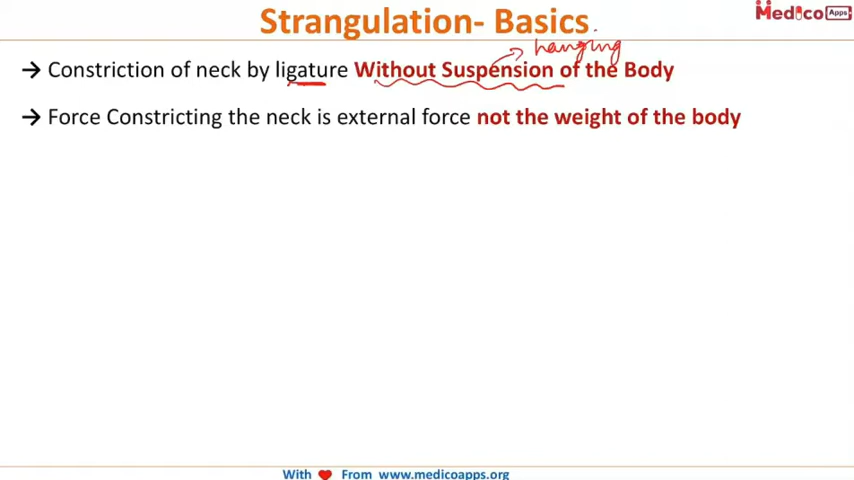 Strangulation- Basics
Medico Apps
hanging
→ Constriction of neck by ligature Without Suspension of the Body
→ Force Constricting the neck is external force not the weight of the body
With ❤ From www.medicoapps.org